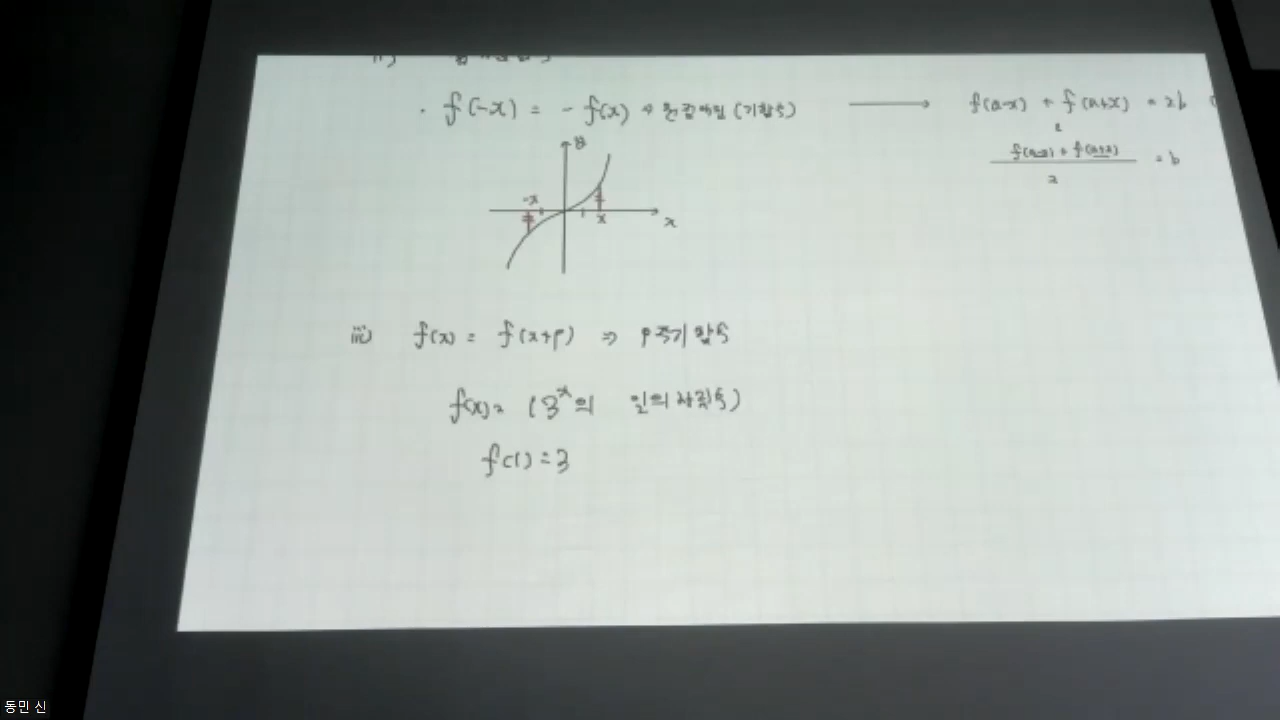 · f(-x) = - f(x) → 원점대칭 (기함수) ⟶ f(a-x) + f(a+x) = 2b
f(a-x) + f(a+x) / 2 = b
y
-x
x
x
iii) f(x) = f(x+p) ⇒ p주기 함수
f(x)= (3^x의 일의 자릿수)
f(1) = 3
동민 신